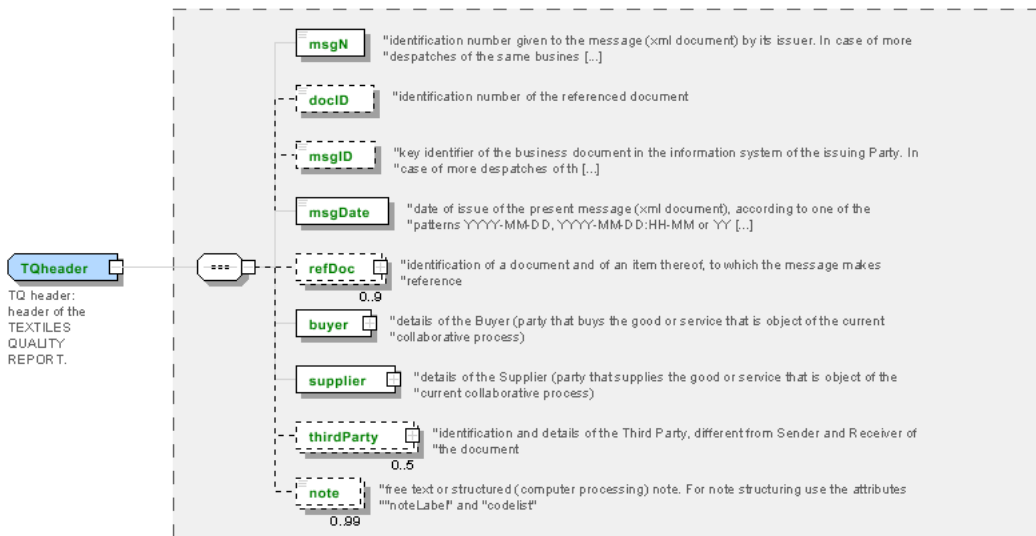 msgN
"identification number given to the message (xml document) by its issuer. In case of more
"despatches of the same busines [...]
docID
"identification number of the referenced document
msgID
"key identifier of the business document in the information system of the issuing Party. In
"case of more despatches of th [...]
msgDate
"date of issue of the present message (xml document), according to one of the
"patterns YYYY-MM-DD, YYYY-MM-DD:HH-MM or YY [...]
TQheader
TQ header:
header of the
TEXTILES
QUALITY
REPORT.
refDoc
"identification of a document and of an item thereof, to which the message makes
"reference
0..9
buyer
"details of the Buyer (party that buys the good or service that is object of the current
"collaborative process)
supplier
"details of the Supplier (party that supplies the good or service that is object of the
"current collaborative process)
thirdParty
"identification and details of the Third Party, different from Sender and Receiver of
"the document
0..5
note
"free text or structured (computer processing) note. For note structuring use the attributes
""noteLabel" and "codelist"
0..99